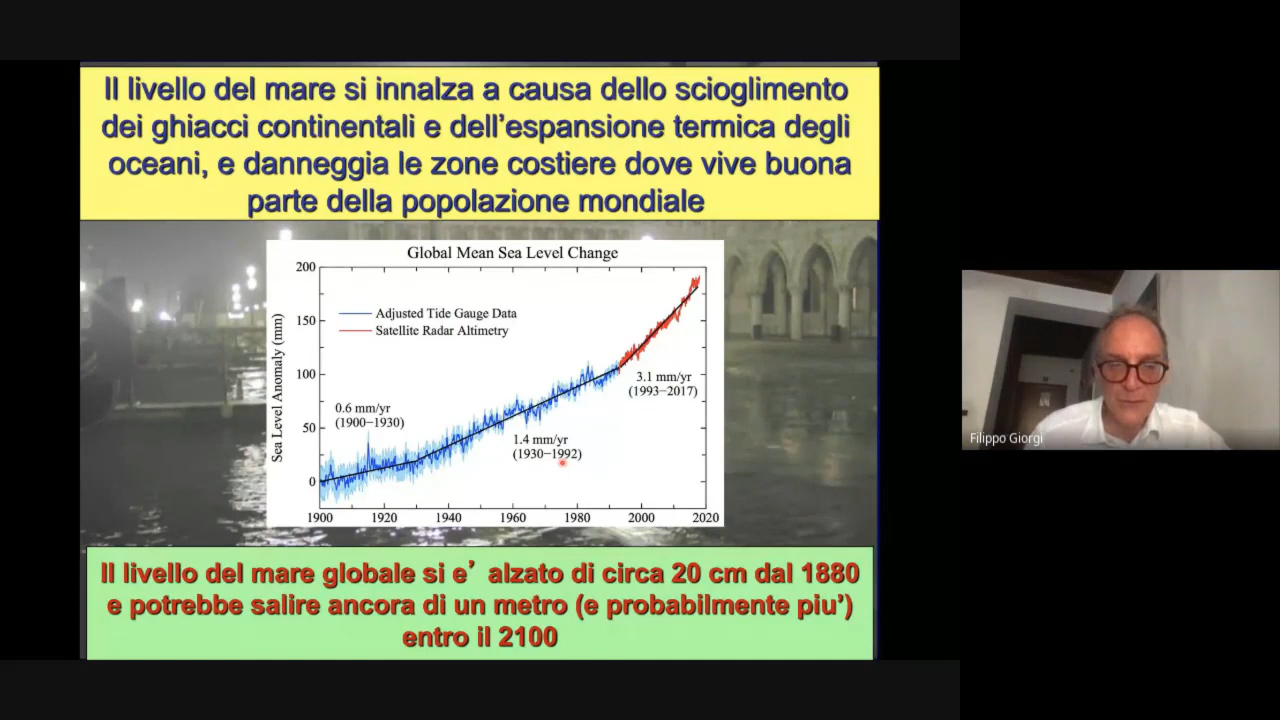 Il livello del mare si innalza a causa dello scioglimento
dei ghiacci continentali e dell’espansione termica degli
oceani, e danneggia le zone costiere dove vive buona
parte della popolazione mondiale
Global Mean Sea Level Change
200
150
100
50
0
Sea Level Anomaly (mm)
Adjusted Tide Gauge Data
Satellite Radar Altimetry
3.1 mm/yr
(1993−2017)
0.6 mm/yr
(1900−1930)
1.4 mm/yr
(1930−1992)
1900 1920 1940 1960 1980 2000 2020
Il livello del mare globale si e’ alzato di circa 20 cm dal 1880
e potrebbe salire ancora di un metro (e probabilmente piu’)
entro il 2100
Filippo Giorgi